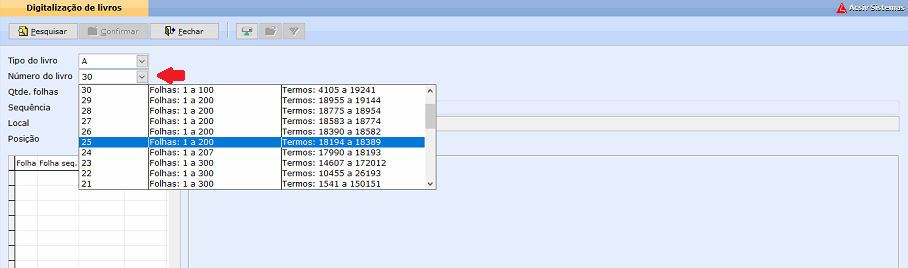 Digitalização de livros
Acsiv Sistemas
Pesquisar Confirmar Fechar
Tipo do livro A
Número do livro 30
Qtde. folhas
Sequência
Local
Posição
30 Folhas: 1 a 100 Termos: 4105 a 19241
29 Folhas: 1 a 200 Termos: 18955 a 19144
28 Folhas: 1 a 200 Termos: 18775 a 18954
27 Folhas: 1 a 200 Termos: 18583 a 18774
26 Folhas: 1 a 200 Termos: 18390 a 18582
25 Folhas: 1 a 200 Termos: 18194 a 18389
24 Folhas: 1 a 207 Termos: 17990 a 18193
23 Folhas: 1 a 300 Termos: 14607 a 172012
22 Folhas: 1 a 300 Termos: 10455 a 26193
21 Folhas: 1 a 300 Termos: 1541 a 150151
Folha Folha seq.